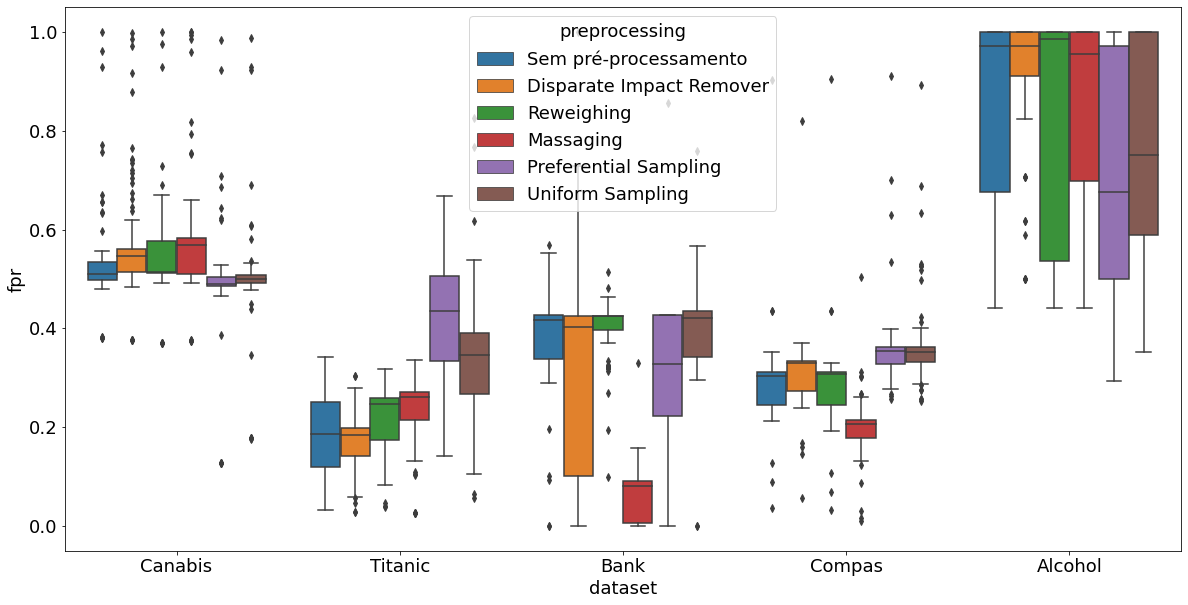 preprocessing
Sem pré-processamento
Disparate Impact Remover
Reweighing
Massaging
Preferential Sampling
Uniform Sampling
fpr
1.0
0.8
0.6
0.4
0.2
0.0
Canabis Titanic Bank Compas Alcohol
dataset